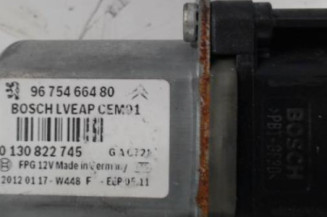 96 754 664 80
BOSCH LVEAP CEM01
0 130 822 745
FPG 12V Made in Germany
2012 01 17 - W448 F
BOSCH